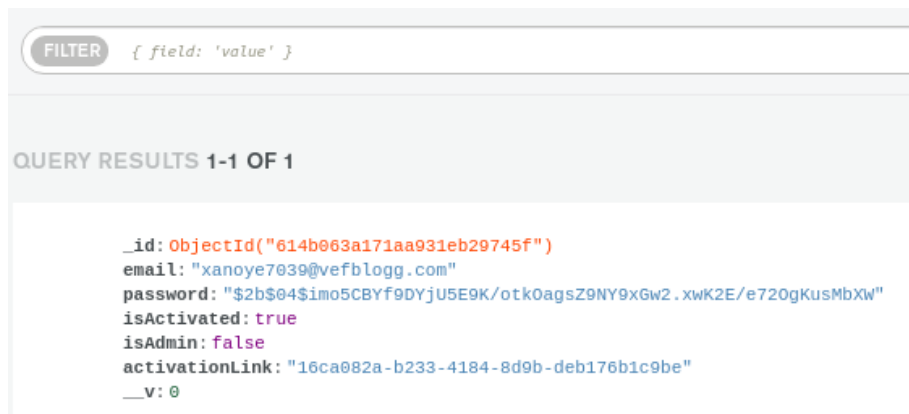 FILTER { field: 'value' }
QUERY RESULTS 1-1 OF 1
_id: ObjectId("614b063a171aa931eb29745f")
email: "xanoye7039@vefblogg.com"
password: "$2b$04$imo5CBYf9DYjU5E9K/otkOagsZ9NY9xGw2.xwK2E/e72OgKusMbXW"
isActivated: true
isAdmin: false
activationLink: "16ca082a-b233-4184-8d9b-deb176b1c9be"
__v: 0